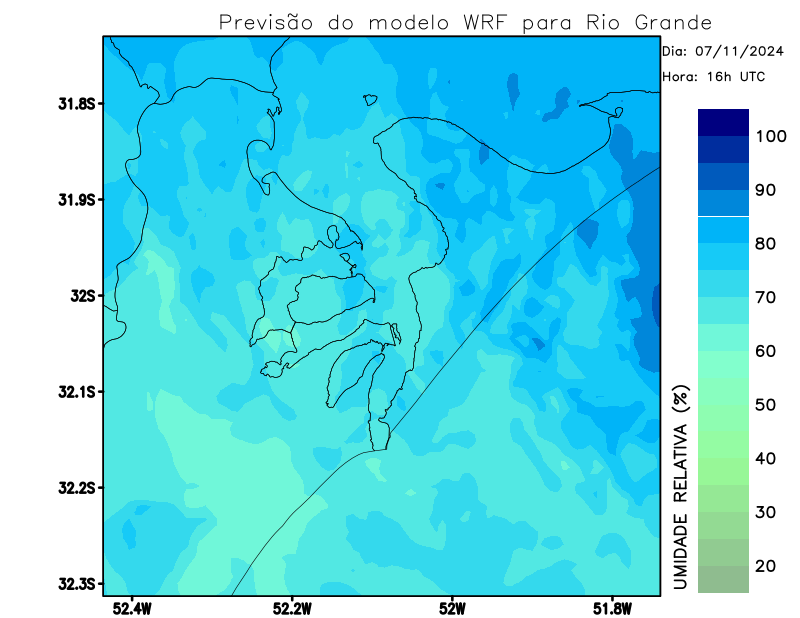 Previsão do modelo WRF para Rio Grande
Dia: 07/11/2024
Hora: 16h UTC
31.8S
31.9S
32S
32.1S
32.2S
32.3S
52.4W
52.2W
52W
51.8W
100
90
80
70
60
50
40
30
20
UMIDADE RELATIVA (%)